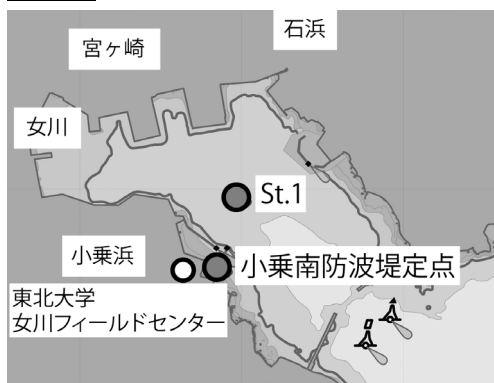 石浜
宮ヶ崎
女川
St.1
小乗浜
小乗南防波堤定点
東北大学
女川フィールドセンター